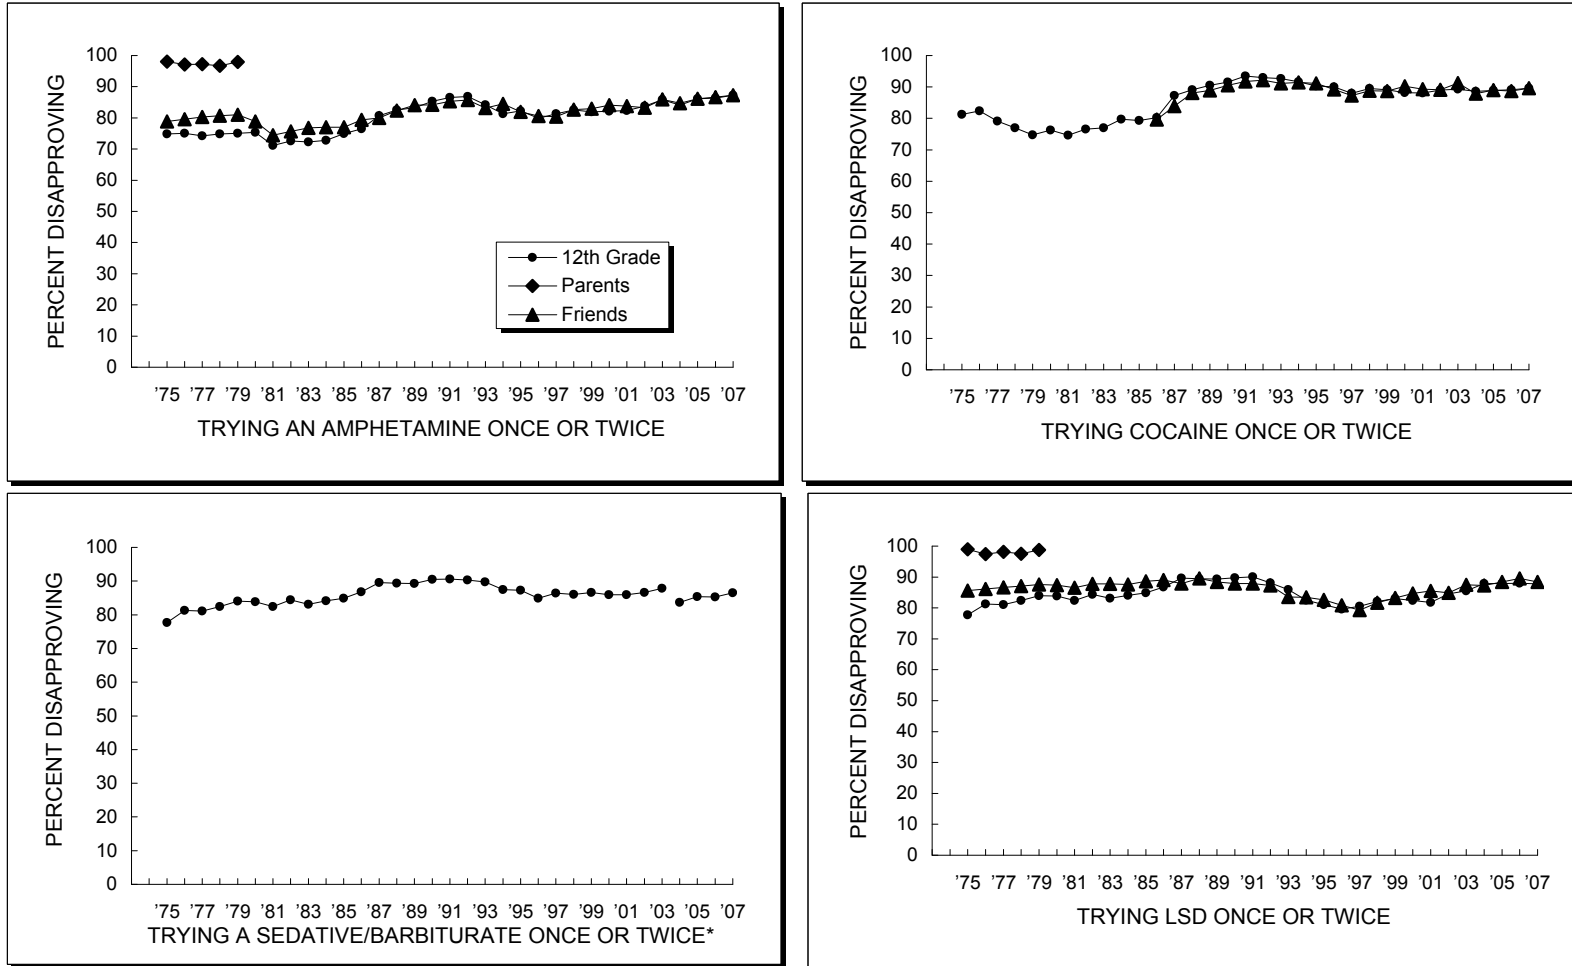 PERCENT DISAPPROVING
100
90
80
70
60
50
40
30
20
10
0
12th Grade
Parents
Friends
’75 ’77 ’79 ’81 ’83 ’85 ’87 ’89 ’91 ’93 ’95 ’97 ’99 ’01 ’03 ’05 ’07
TRYING AN AMPHETAMINE ONCE OR TWICE
PERCENT DISAPPROVING
100
90
80
70
60
50
40
30
20
10
0
’75 ’77 ’79 ’81 ’83 ’85 ’87 ’89 ’91 ’93 ’95 ’97 ’99 ’01 ’03 ’05 ’07
TRYING COCAINE ONCE OR TWICE
PERCENT DISAPPROVING
100
90
80
70
60
50
40
30
20
10
0
’75 ’77 ’79 ’81 ’83 ’85 ’87 ’89 ’91 ’93 ’95 ’97 ’99 ’01 ’03 ’05 ’07
TRYING A SEDATIVE/BARBITURATE ONCE OR TWICE*
PERCENT DISAPPROVING
100
90
80
70
60
50
40
30
20
10
0
’75 ’77 ’79 ’81 ’83 ’85 ’87 ’89 ’91 ’93 ’95 ’97 ’99 ’01 ’03 ’05 ’07
TRYING LSD ONCE OR TWICE